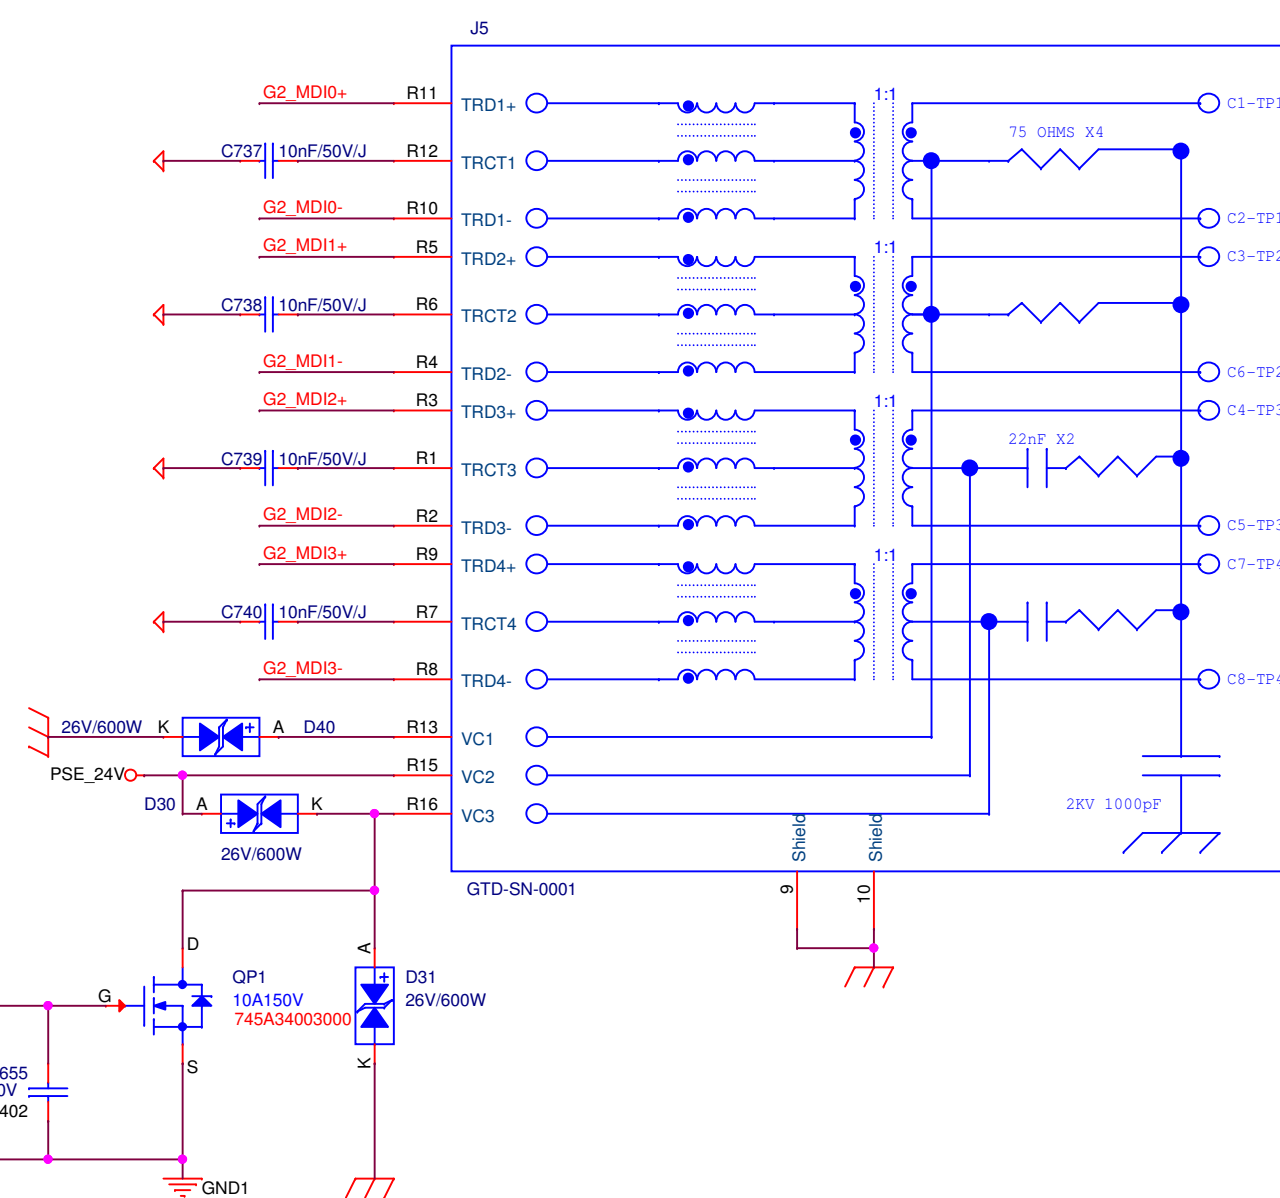 J5
G2_MDI0+ R11 TRD1+ 1:1 C1-TP1
75 OHMS X4
C737 10nF/50V/J R12 TRCT1
G2_MDI0- R10 TRD1- C2-TP1
G2_MDI1+ R5 TRD2+ 1:1 C3-TP2
C738 10nF/50V/J R6 TRCT2
G2_MDI1- R4 TRD2- C6-TP2
G2_MDI2+ R3 TRD3+ 1:1 C4-TP3
22nF X2
C739 10nF/50V/J R1 TRCT3
G2_MDI2- R2 TRD3- C5-TP3
G2_MDI3+ R9 TRD4+ 1:1 C7-TP4
C740 10nF/50V/J R7 TRCT4
G2_MDI3- R8 TRD4- C8-TP4
26V/600W K + A D40 R13 VC1
PSE_24V R15 VC2
D30 A + K R16 VC3
2KV 1000pF
26V/600W
Shield Shield
GTD-SN-0001
9 10
D A
QP1 + D31
G 10A150V 26V/600W
745A34003000
S K
655
0V
402
GND1